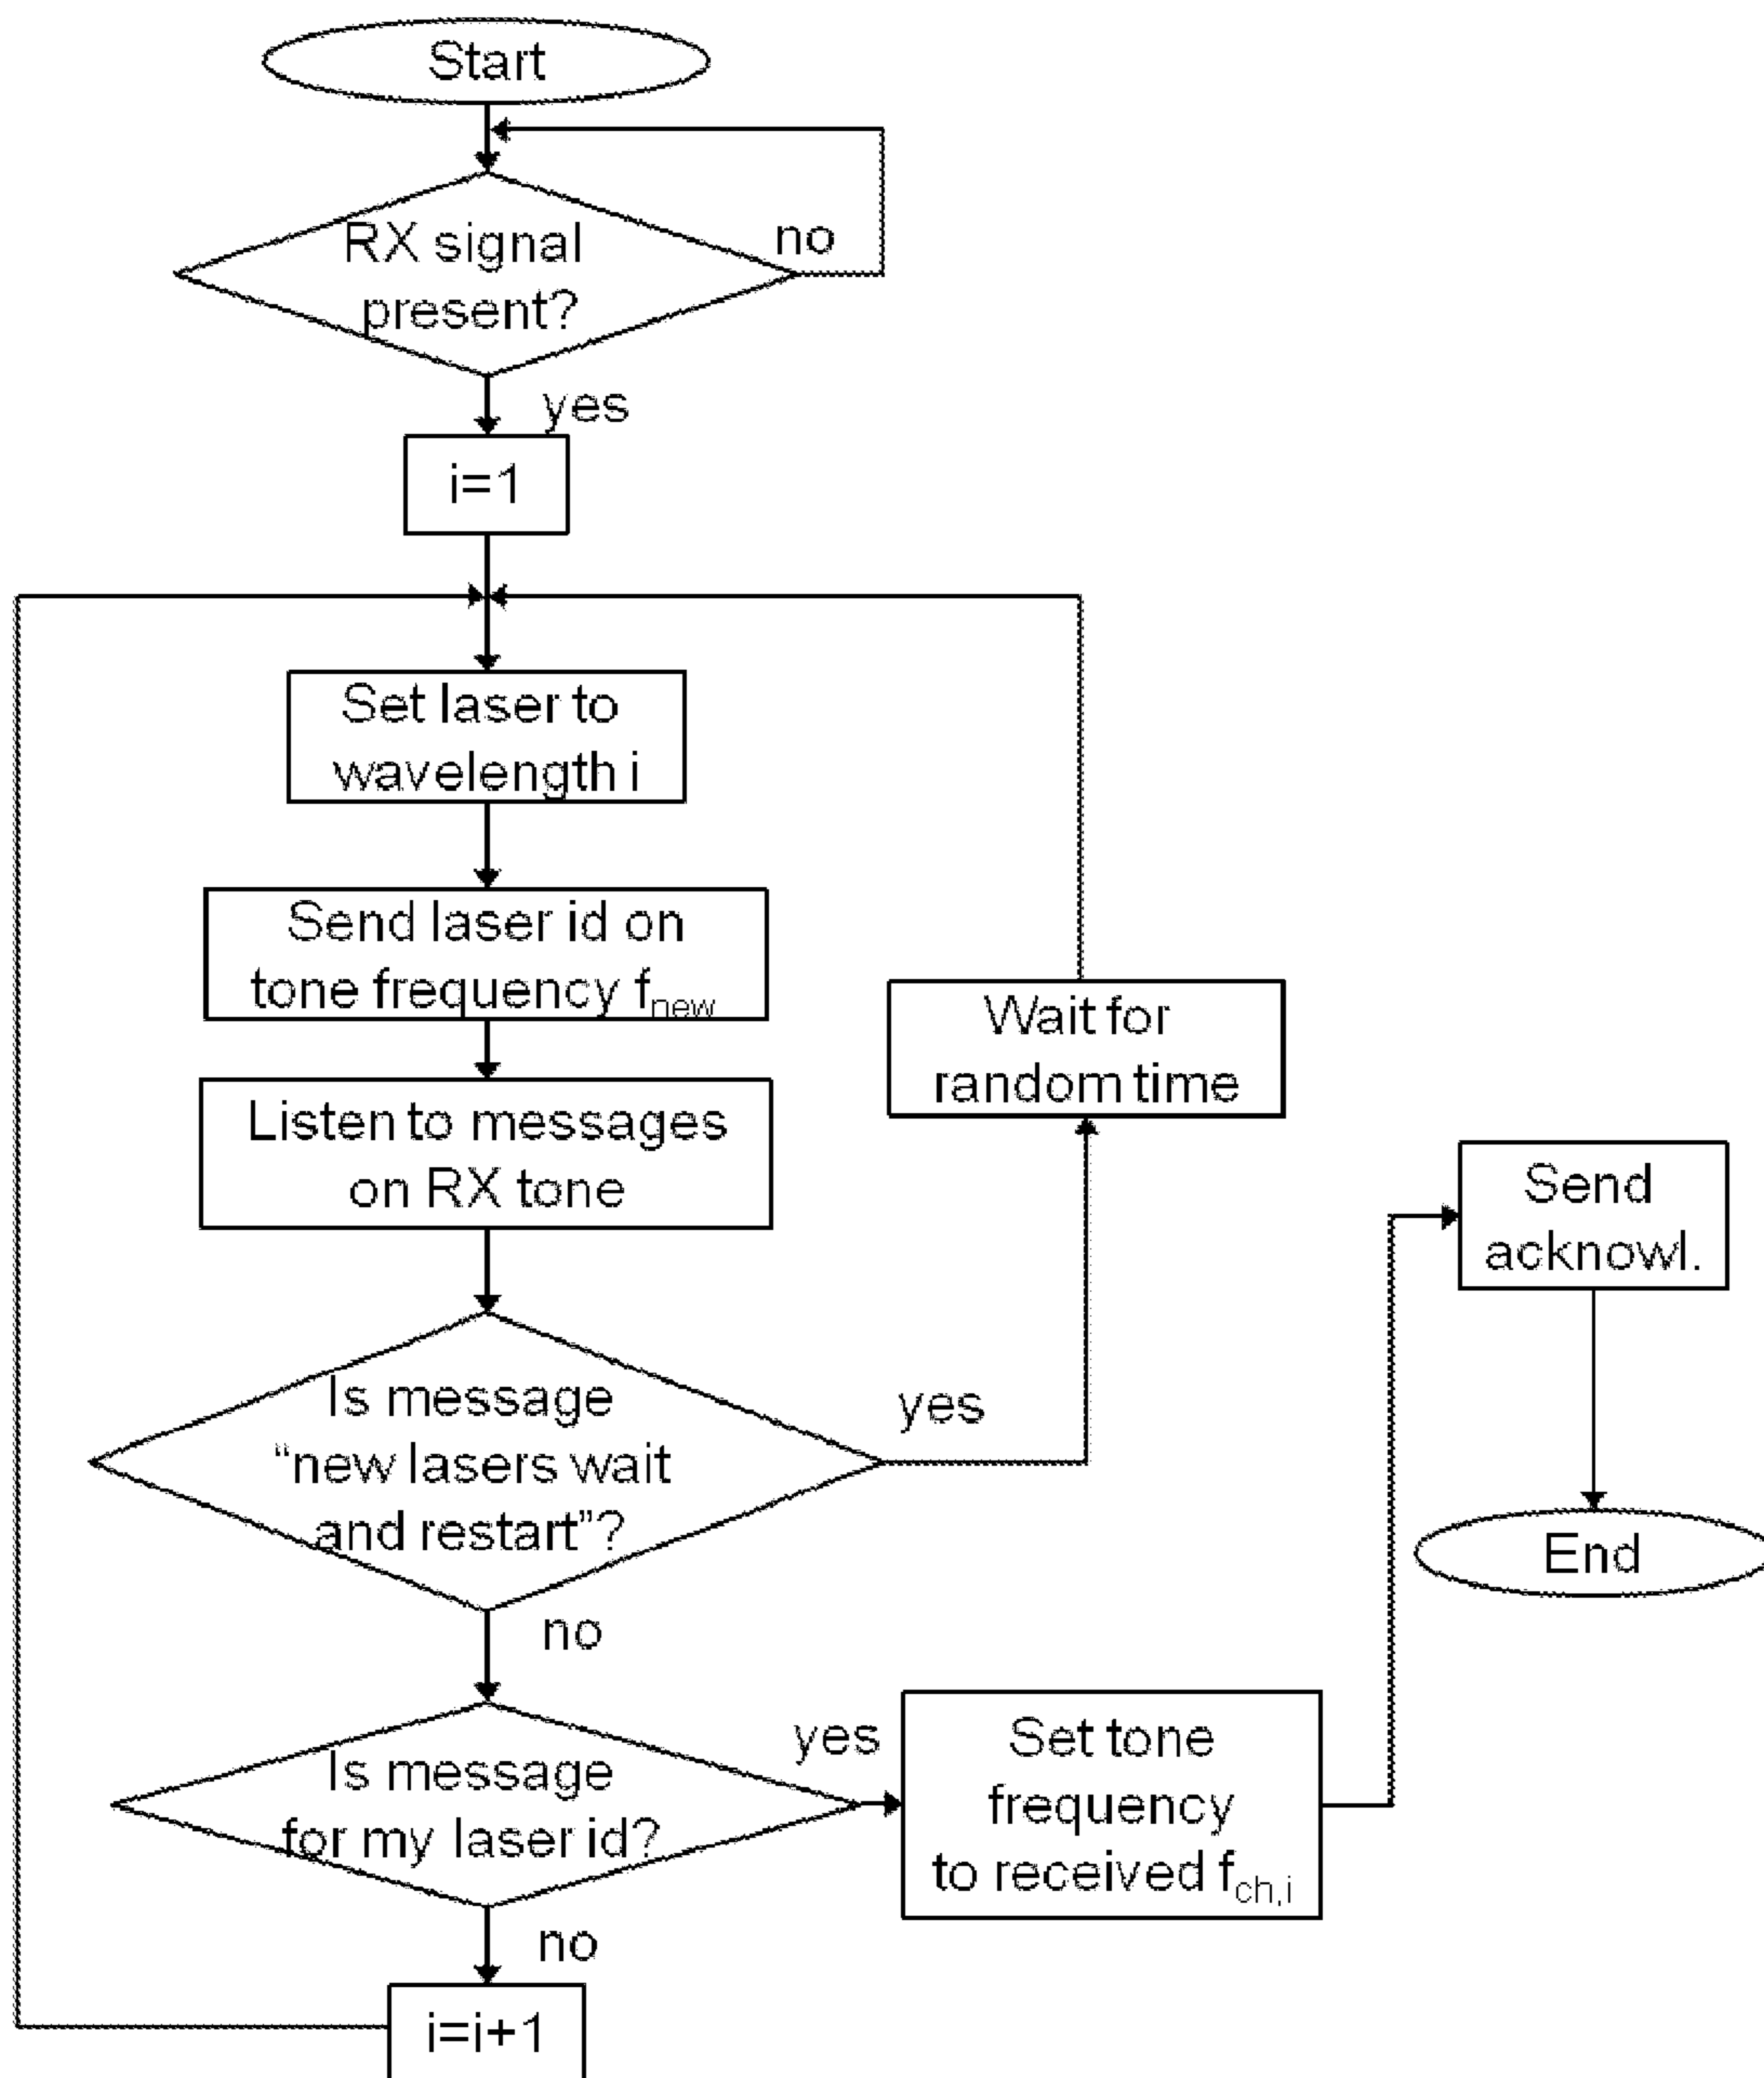 Start
RX signal
present?
no
yes
i=1
Set laser to
wavelength i
Send laser id on
tone frequency fnew
Wait for
random time
Listen to messages
on RX tone
Send
acknowl.
Is message
“new lasers wait
and restart”?
yes
End
no
Is message
for my laser id?
yes
Set tone
frequency
to received fch,i
no
i=i+1